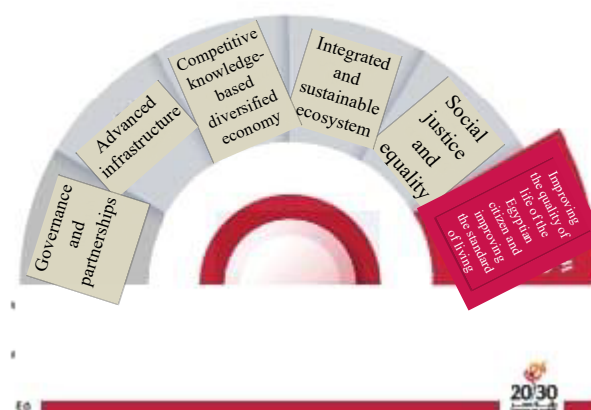 Governance
and
partnerships
Advanced
infrastructure
Competitive
knowledge-
based
diversified
economy
Integrated
and
sustainable
ecosystem
Social
justice
and
equality
Improving
the quality of
life of the
Egyptian
citizen and
improving
the standard
of living
20 30